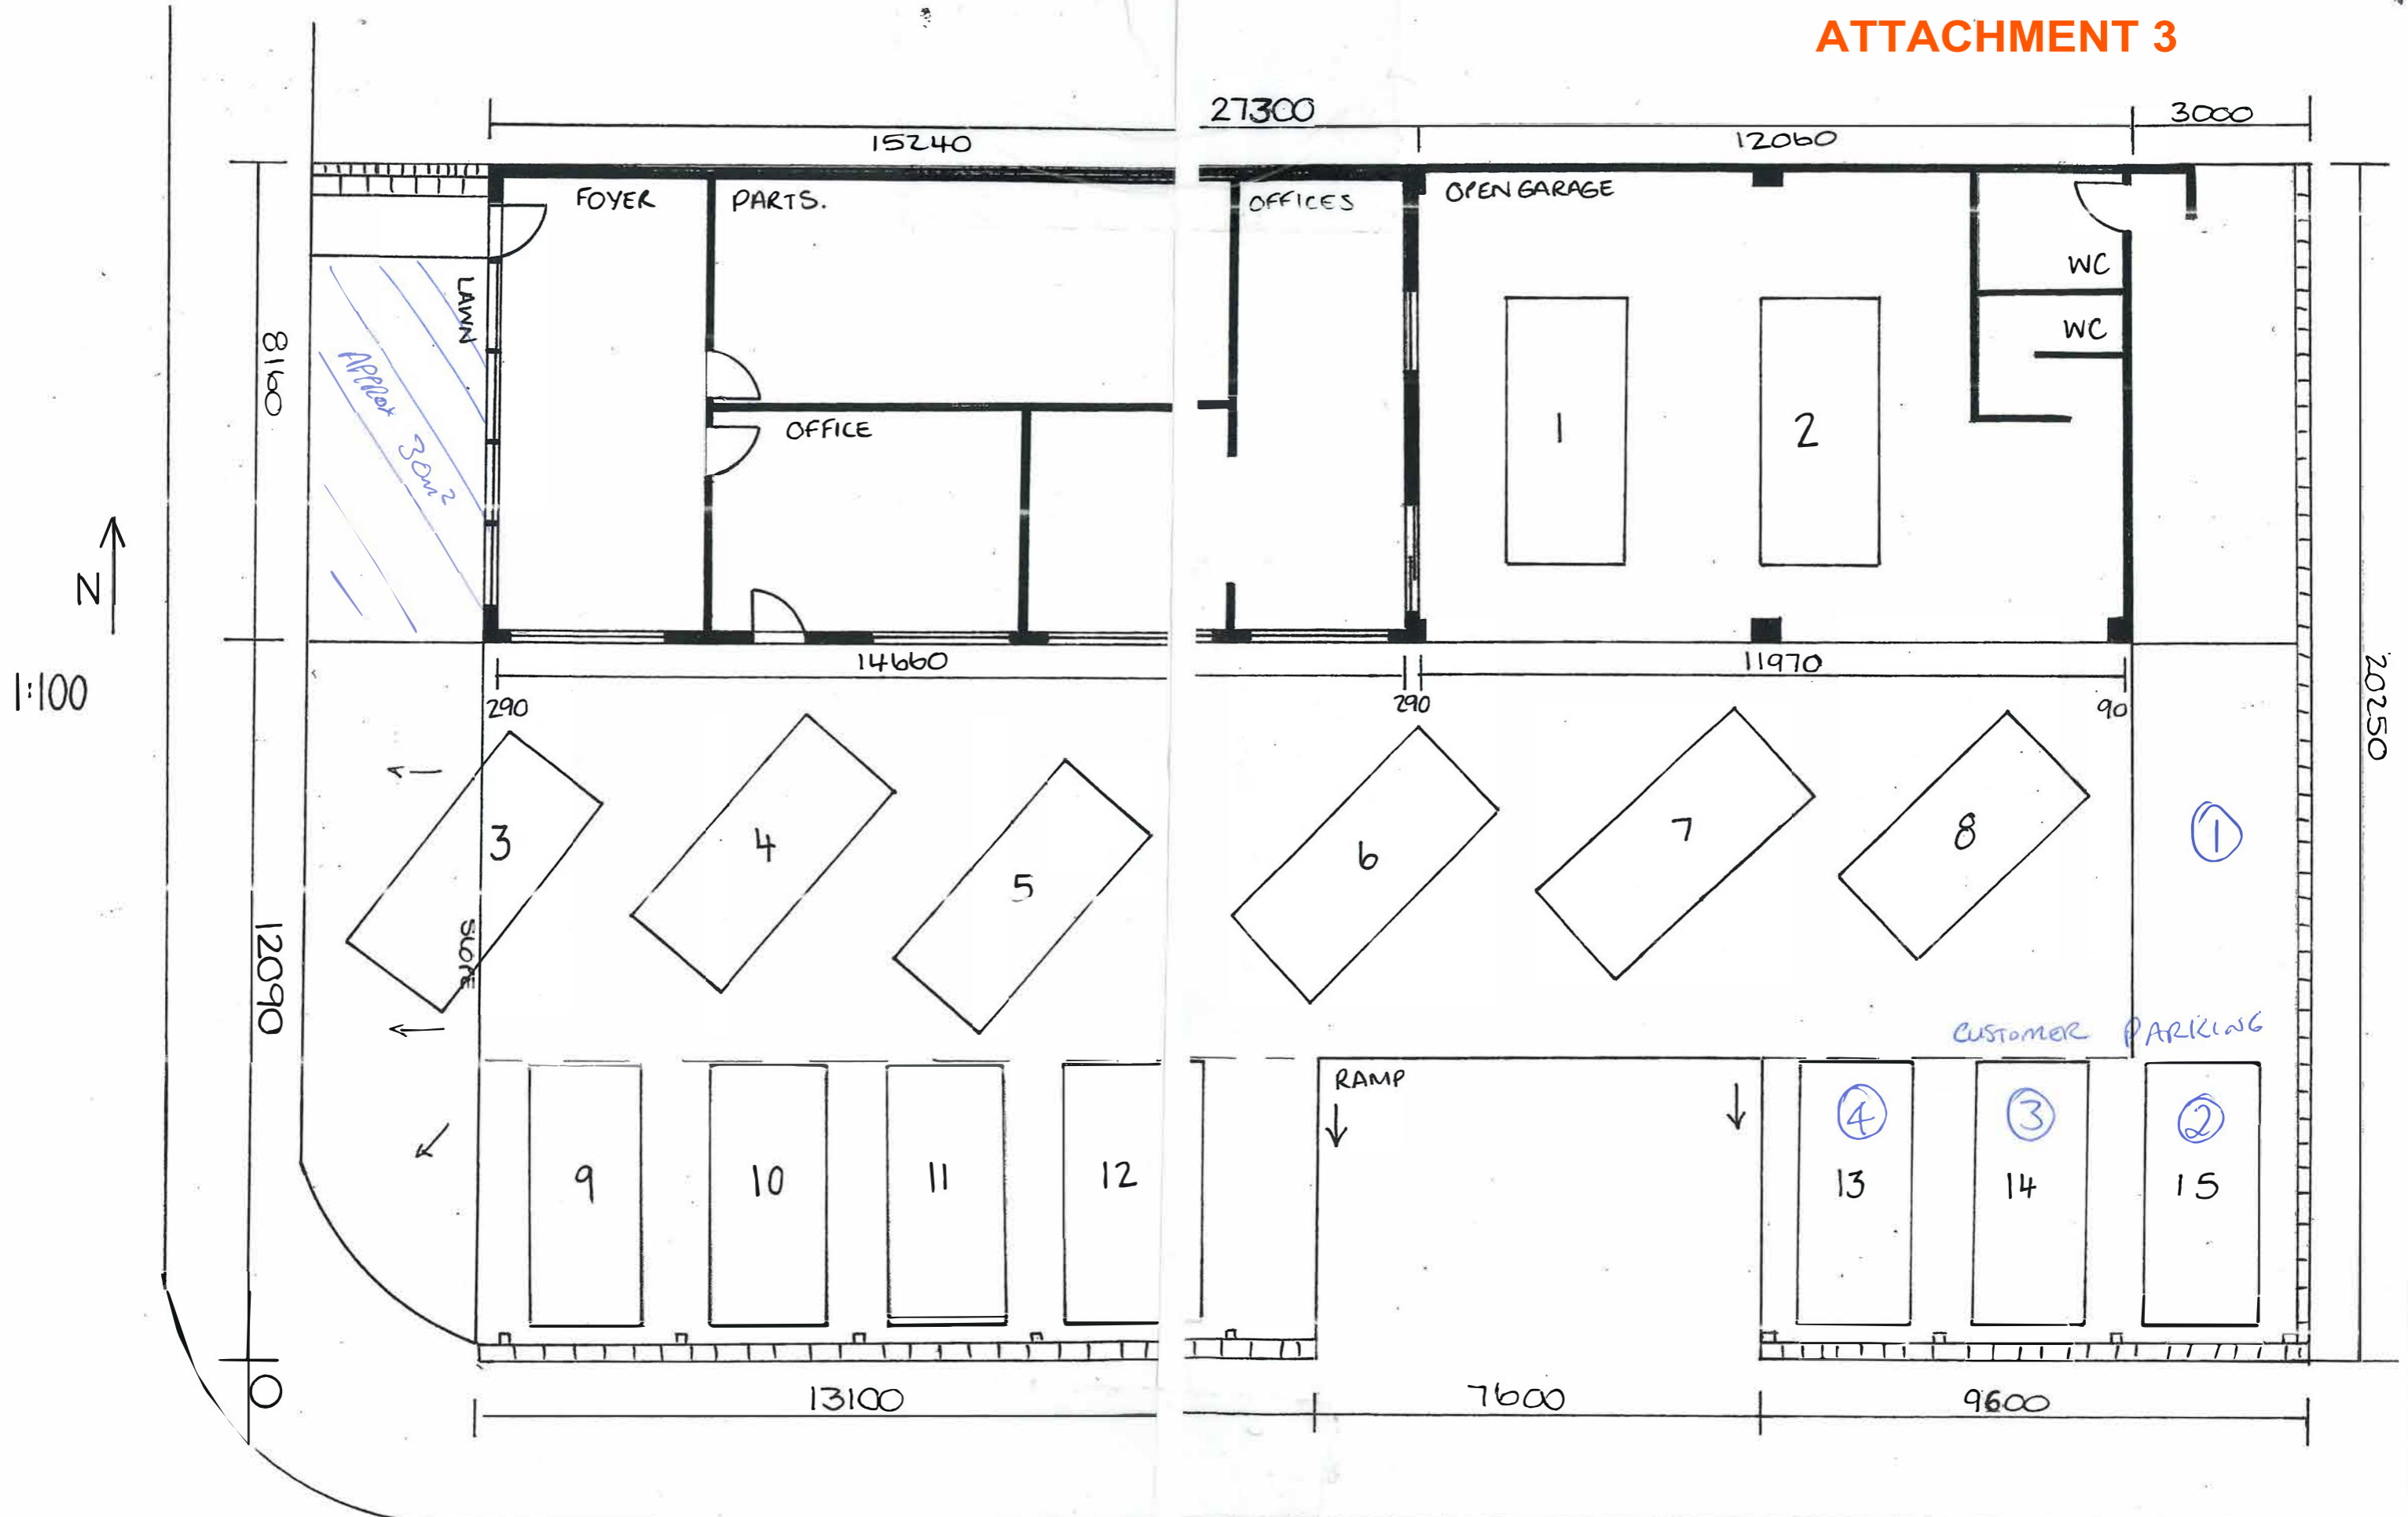 ATTACHMENT 3
27300
3000
15240
12060
FOYER
PARTS.
OFFICES
OPEN GARAGE
WC
WC
LAWN
8160
APPROX 30m²
OFFICE
1
2
N
1:100
14660
11970
290
290
90
20250
3
4
5
6
7
8
1
SLOPE
12090
CUSTOMER PARKING
RAMP
4
3
2
9
10
11
12
13
14
15
0
13100
7600
9600